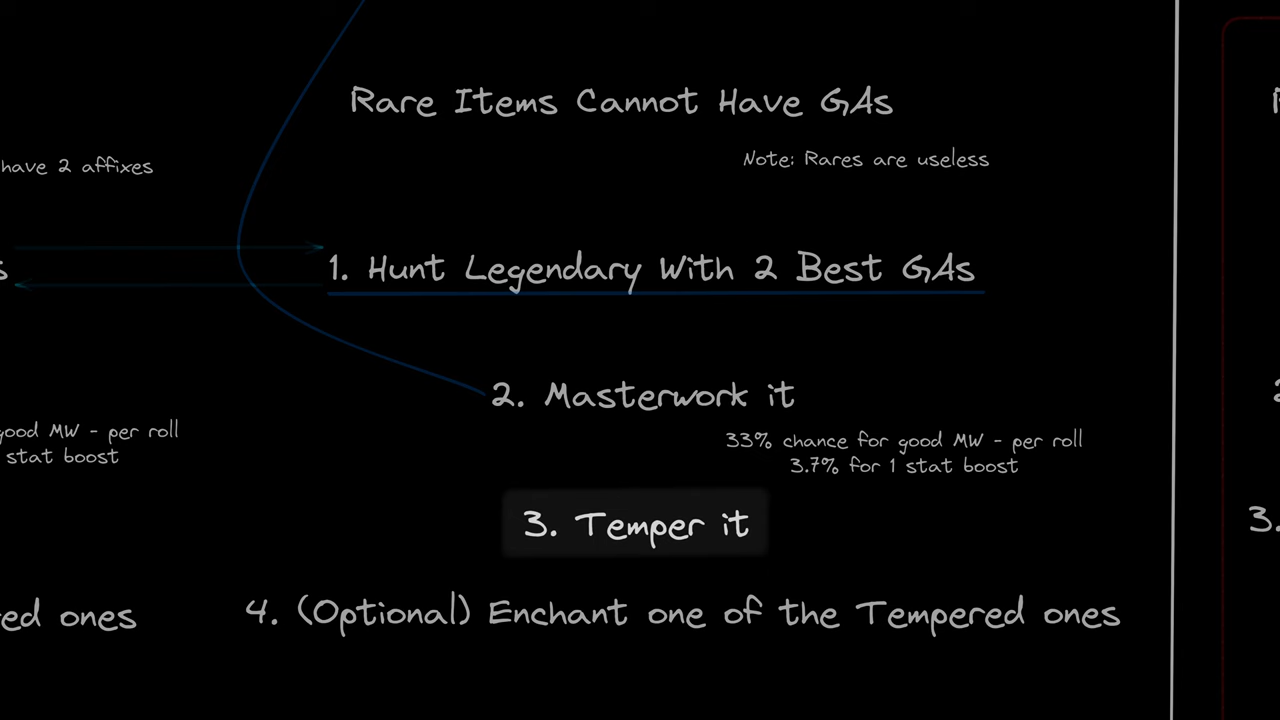 Rare Items Cannot Have GAs
Note: Rares are useless
have 2 affixes
1. Hunt Legendary With 2 Best GAs
2. Masterwork it
good MW - per roll
stat boost
33% chance for good MW - per roll
3.7% for 1 stat boost
3. Temper it
3.
ones
4. (Optional) Enchant one of the Tempered ones